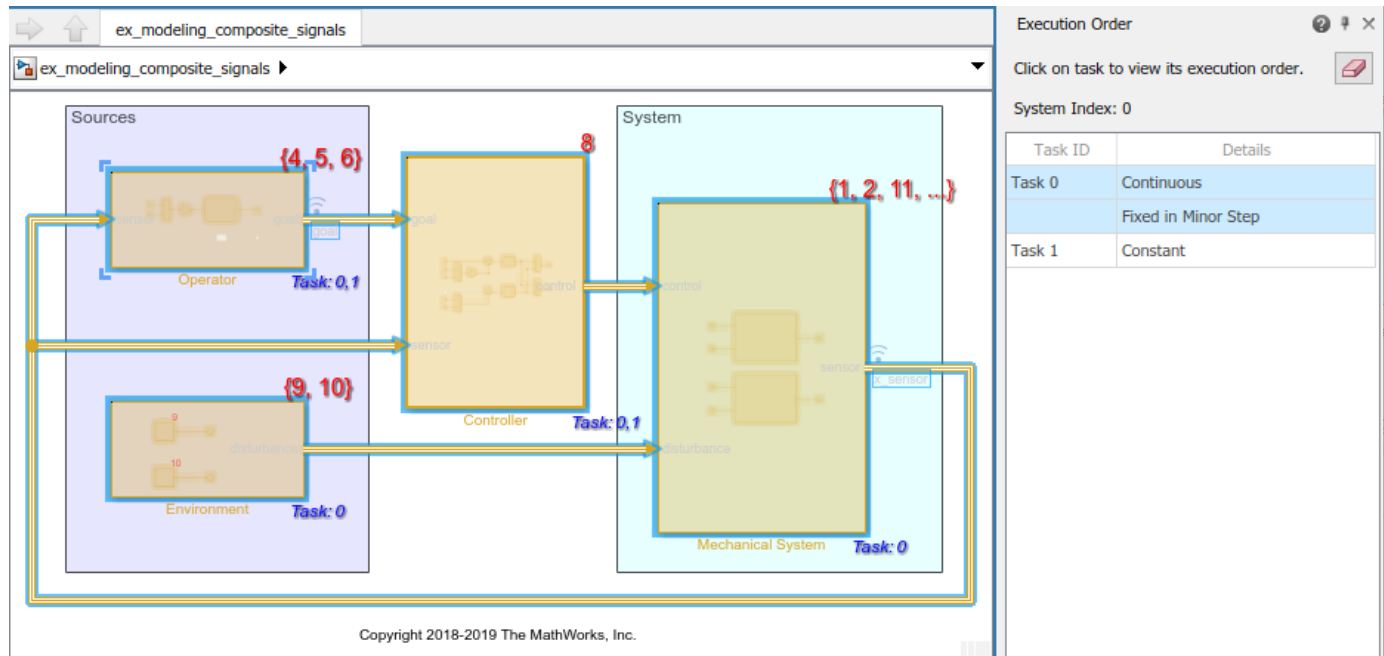 ex_modeling_composite_signals
ex_modeling_composite_signals
Sources
{4, 5, 6}
sensor
goal
goal
Operator
Task: 0,1
{9, 10}
9
10
disturbance
Environment
Task: 0
8
goal
control
sensor
Controller
Task: 0,1
System
{1, 2, 11, ...}
control
sensor
x_sensor
disturbance
Mechanical System
Task: 0
Copyright 2018-2019 The MathWorks, Inc.
Execution Order
Click on task to view its execution order.
System Index: 0
Task ID Details
Task 0 Continuous
Fixed in Minor Step
Task 1 Constant